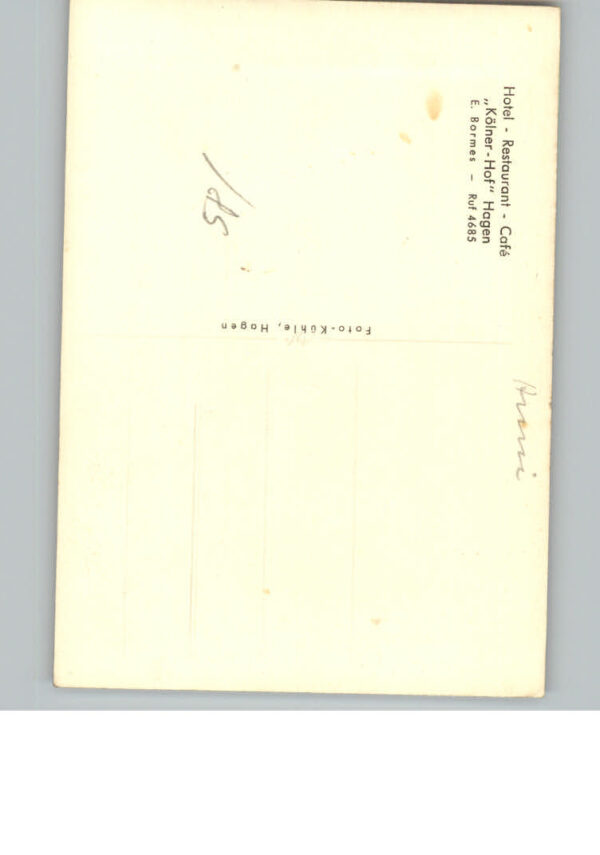 Hotel - Restaurant - Café
„Kölner-Hof“ Hagen
E. Bormes – Ruf 4685
Foto-Kühle, Hagen